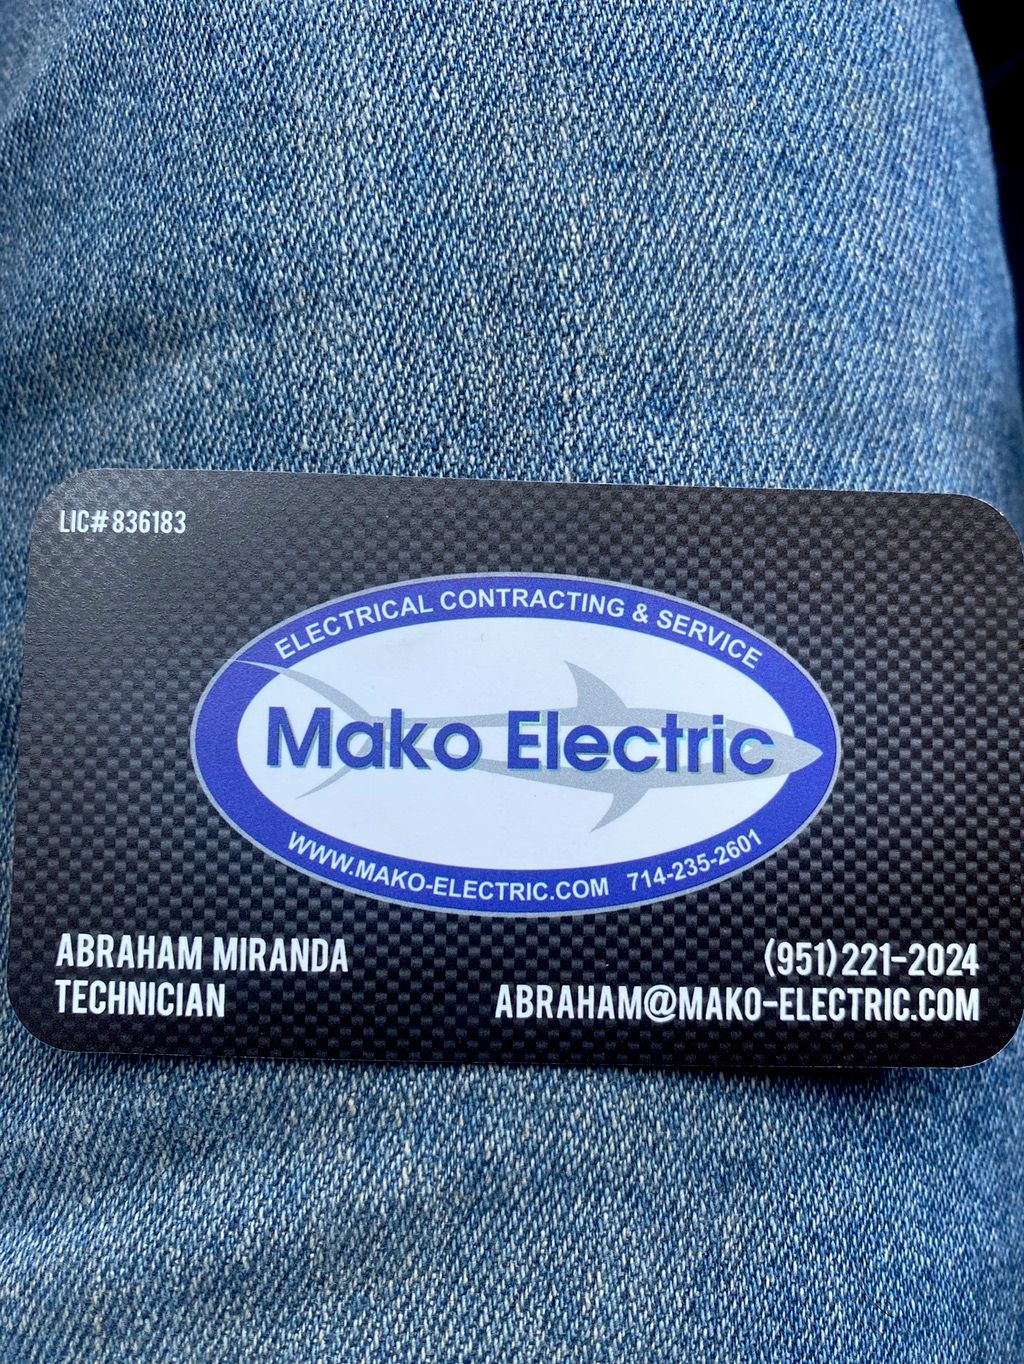 LIC# 836183
ELECTRICAL CONTRACTING & SERVICE
Mako Electric
WWW.MAKO-ELECTRIC.COM 714-235-2601
ABRAHAM MIRANDA
TECHNICIAN
(951) 221-2024
ABRAHAM@MAKO-ELECTRIC.COM